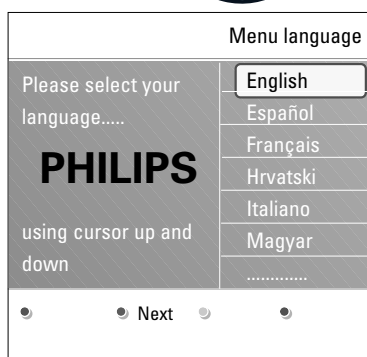 Menu language
Please select your
language.....
PHILIPS
using cursor up and
down
English
Español
Français
Hrvatski
Italiano
Magyar
.............
Next